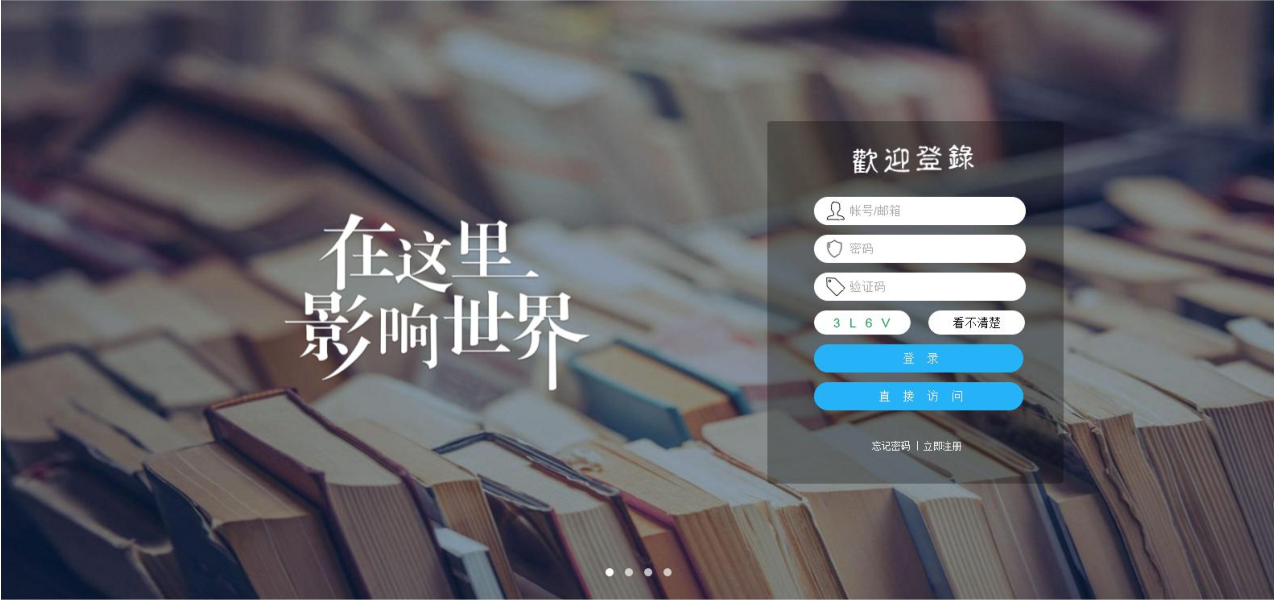 在这里
影响世界
歡迎登錄
帐号/邮箱
密码
验证码
3 L 6 V
看不清楚
登 录
直 接 访 问
忘记密码 | 立即注册